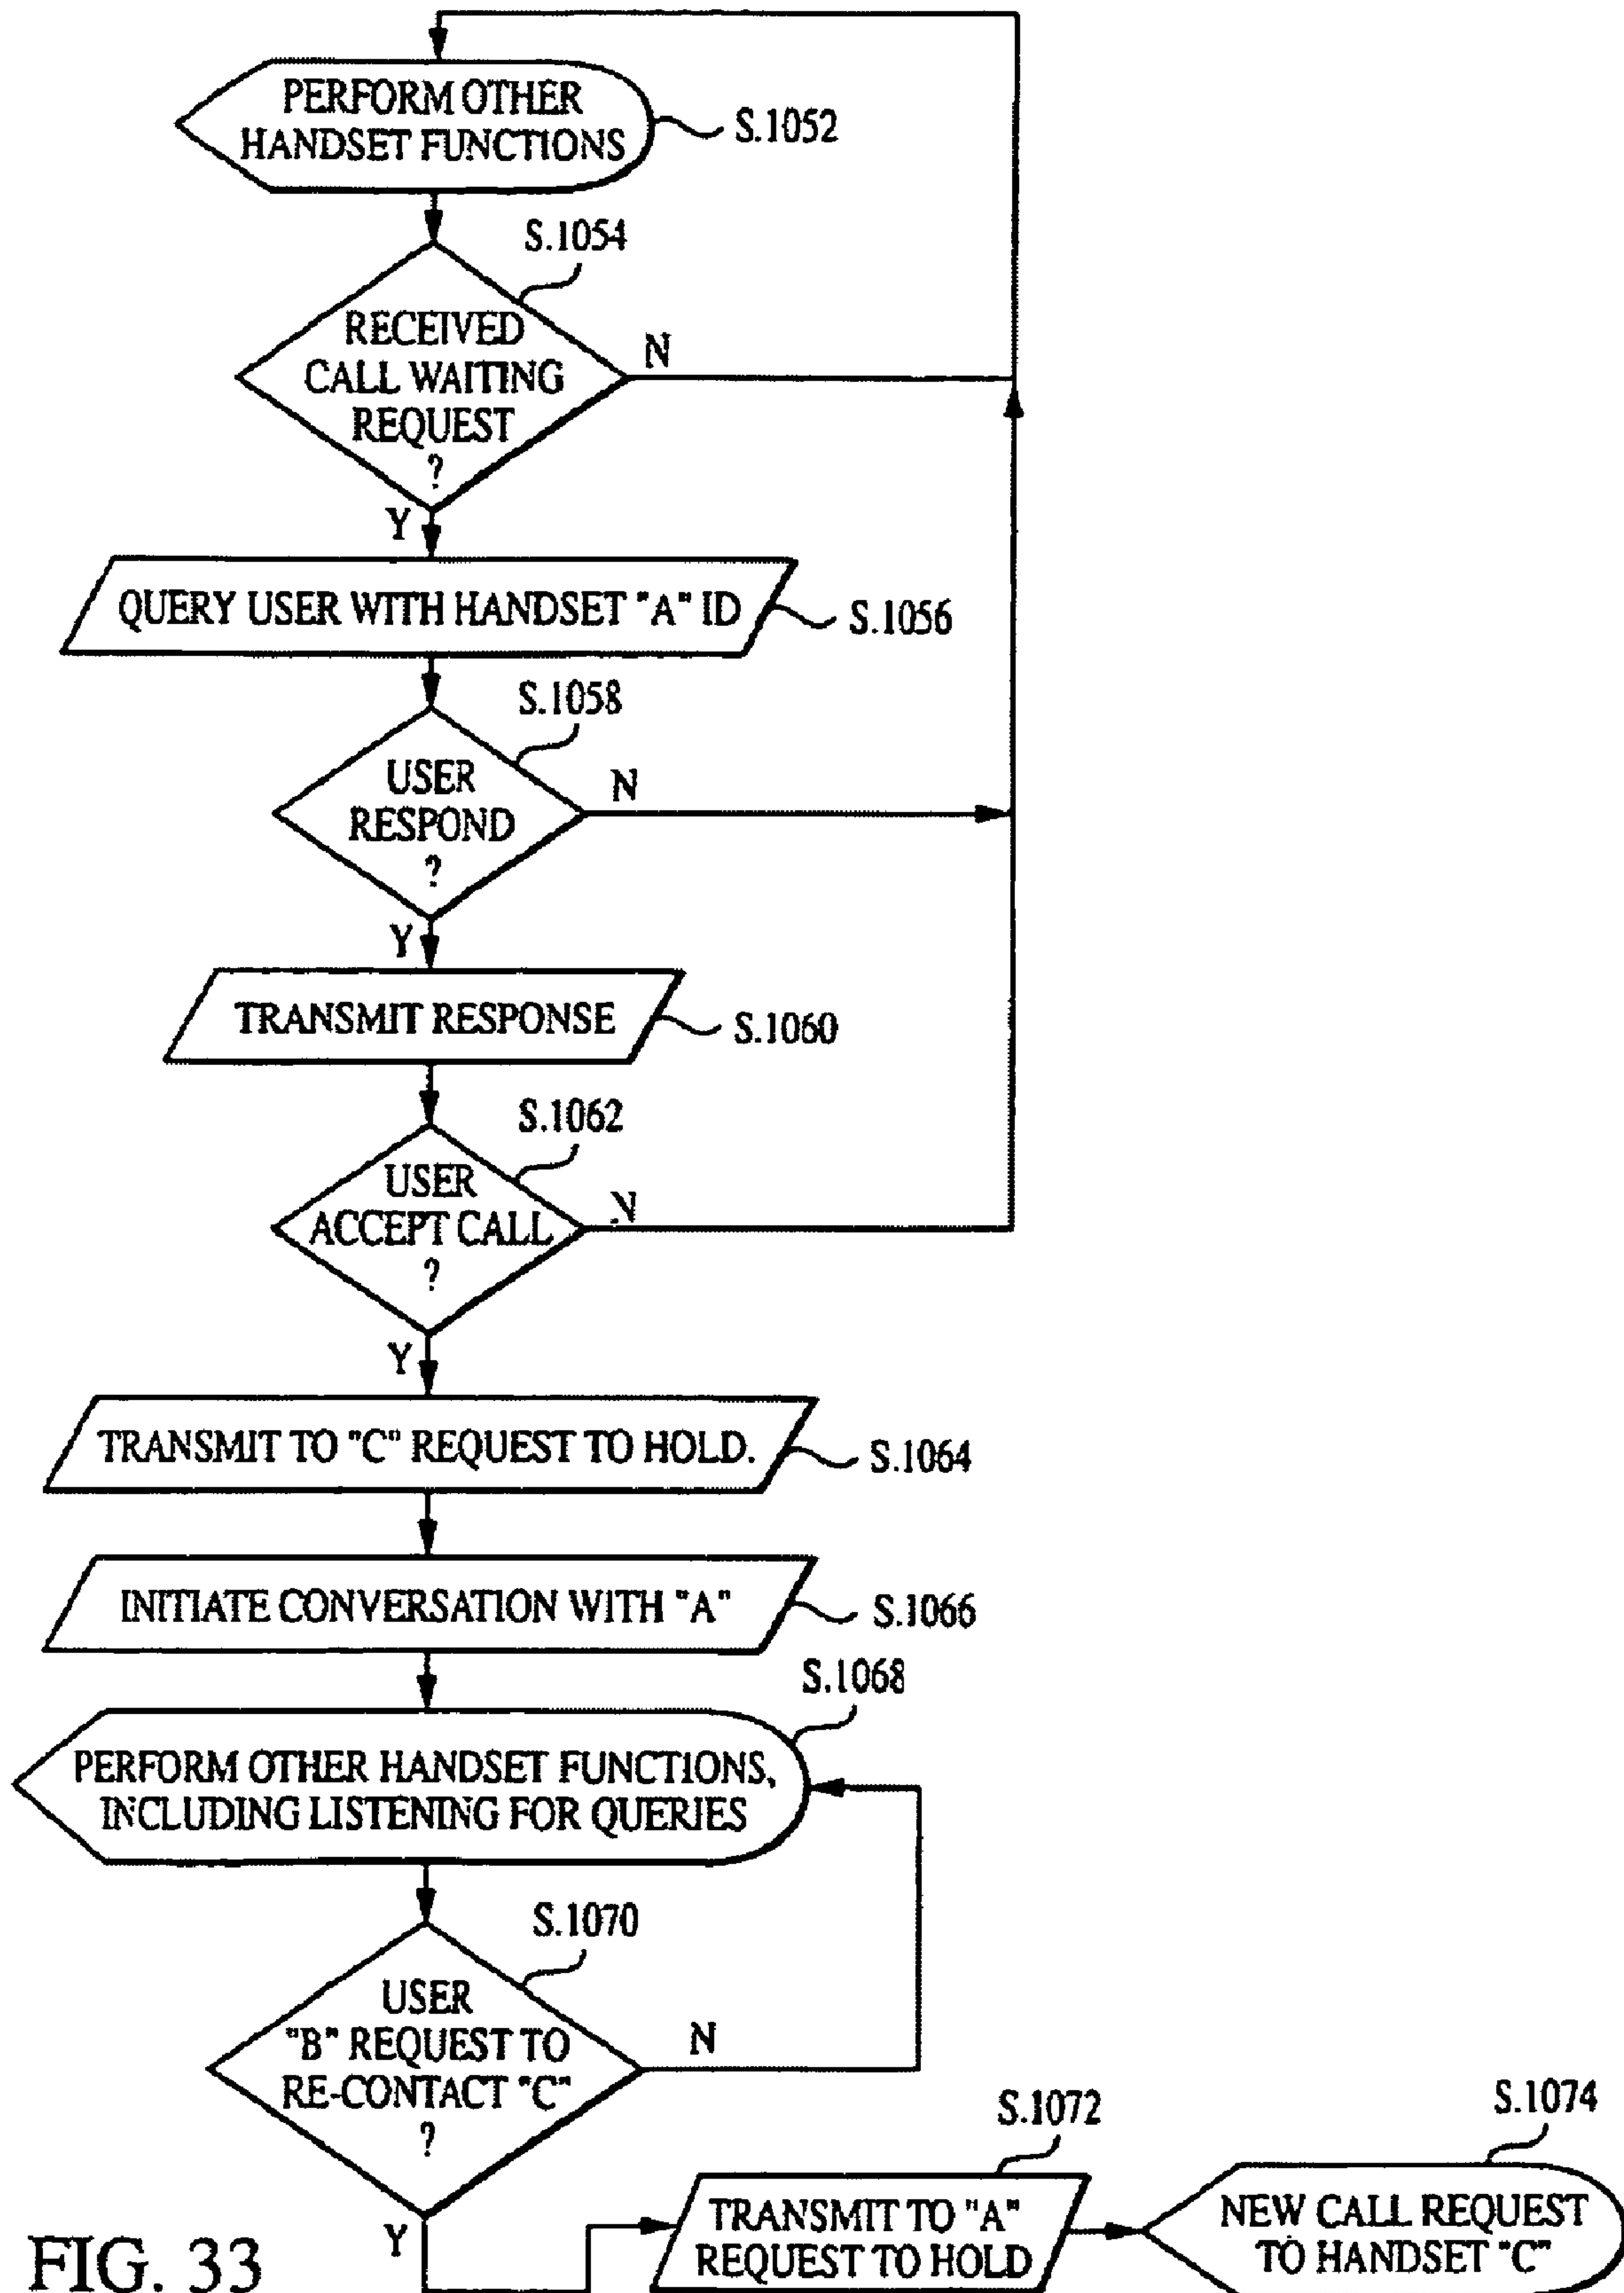 PERFORM OTHER
HANDSET FUNCTIONS
S.1052
S.1054
RECEIVED
CALL WAITING
REQUEST
?
N
Y
QUERY USER WITH HANDSET "A" ID
S.1056
S.1058
USER
RESPOND
?
N
Y
TRANSMIT RESPONSE
S.1060
S.1062
USER
ACCEPT CALL
?
N
Y
TRANSMIT TO "C" REQUEST TO HOLD.
S.1064
INITIATE CONVERSATION WITH "A"
S.1066
S.1068
PERFORM OTHER HANDSET FUNCTIONS,
INCLUDING LISTENING FOR QUERIES
S.1070
USER
"B" REQUEST TO
RE-CONTACT "C"
?
N
Y
S.1072
TRANSMIT TO "A"
REQUEST TO HOLD
S.1074
NEW CALL REQUEST
TO HANDSET "C"
FIG. 33